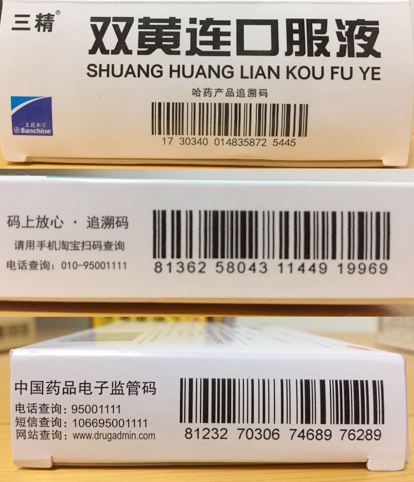 三精®
双黄连口服液
SHUANG HUANG LIAN KOU FU YE
哈药产品追溯码
17 30340 014835872 5445
三精制药
Sanchine
码上放心·追溯码
请用手机淘宝扫码查询
电话查询：010-95001111
81362 58043 11449 19969
中国药品电子监管码
电话查询：95001111
短信查询：106695001111
网站查询：www.drugadmin.com
81232 70306 74689 76289